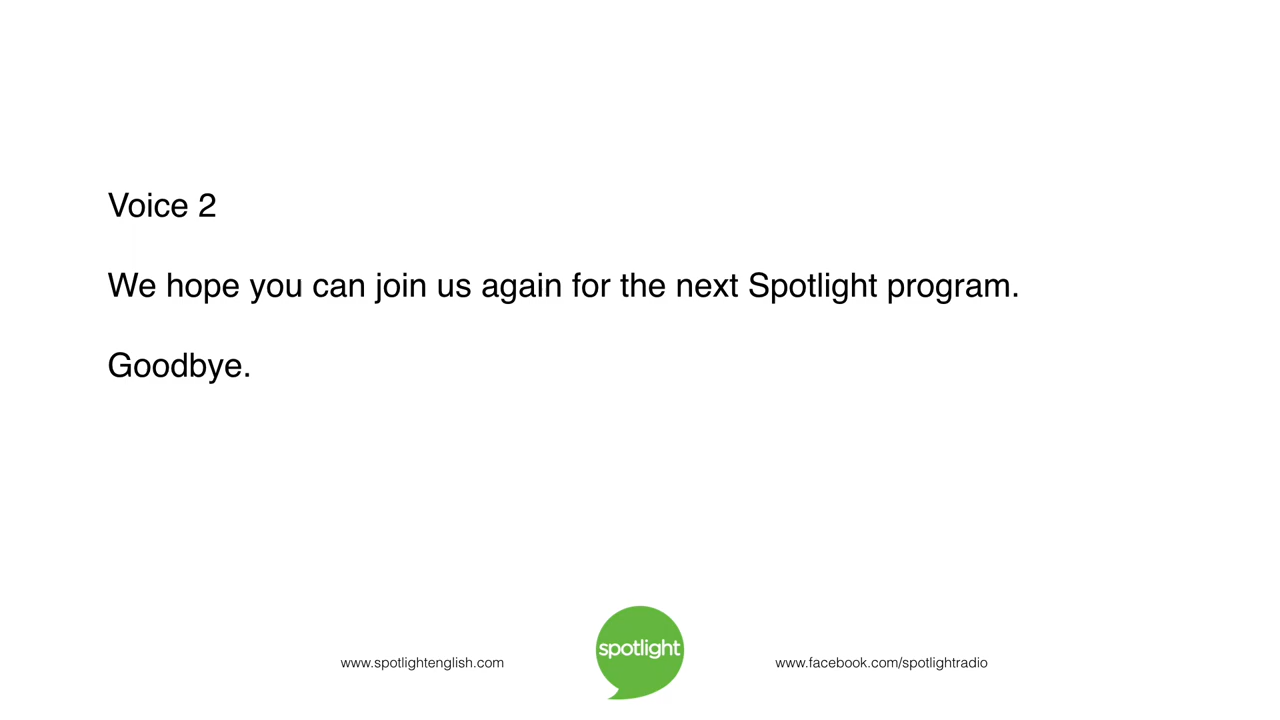 Voice 2
We hope you can join us again for the next Spotlight program.
Goodbye.
www.spotlightenglish.com
spotlight
www.facebook.com/spotlightradio